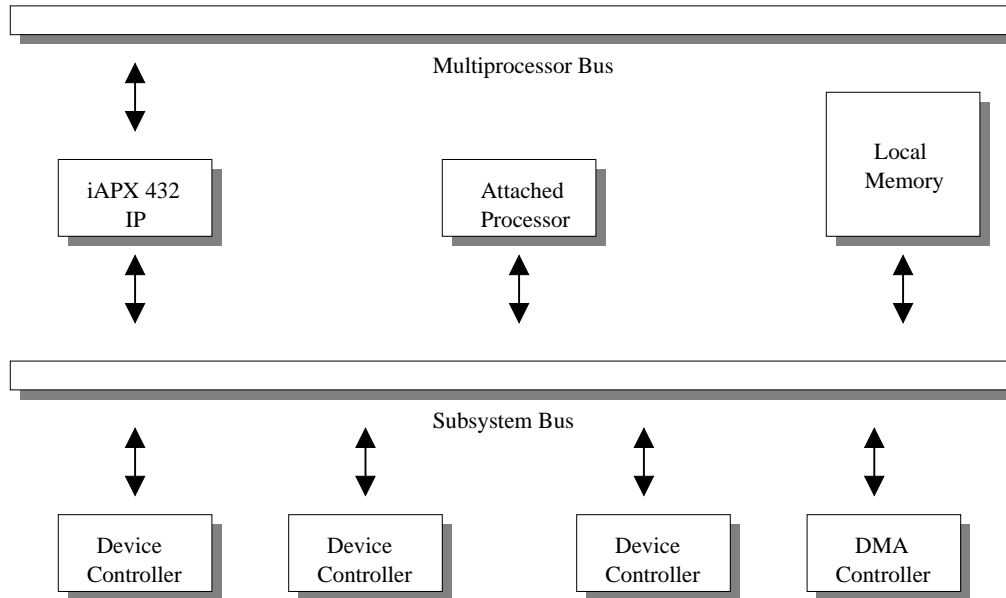 Multiprocessor Bus
iAPX 432
IP
Attached
Processor
Local
Memory
Subsystem Bus
Device
Controller
Device
Controller
Device
Controller
DMA
Controller